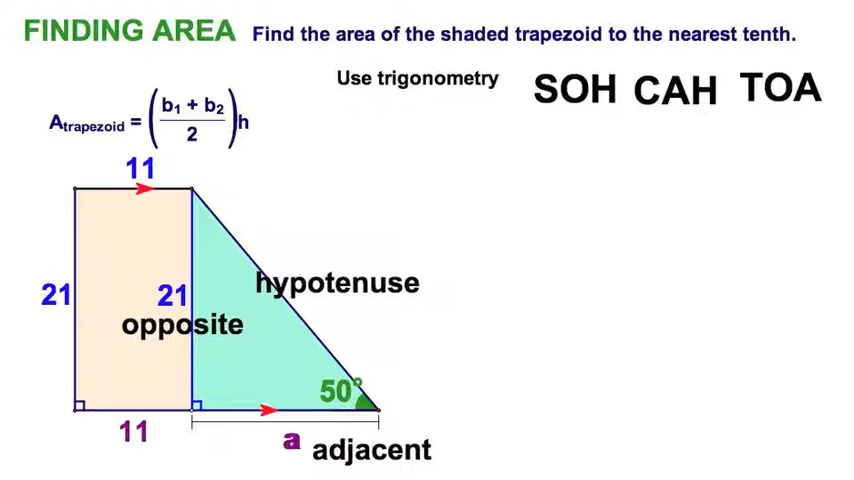 FINDING AREA Find the area of the shaded trapezoid to the nearest tenth.
Use trigonometry SOH CAH TOA
A trapezoid = ( b1 + b2 / 2 ) h
11
21
21
hypotenuse
opposite
50°
11
a
adjacent